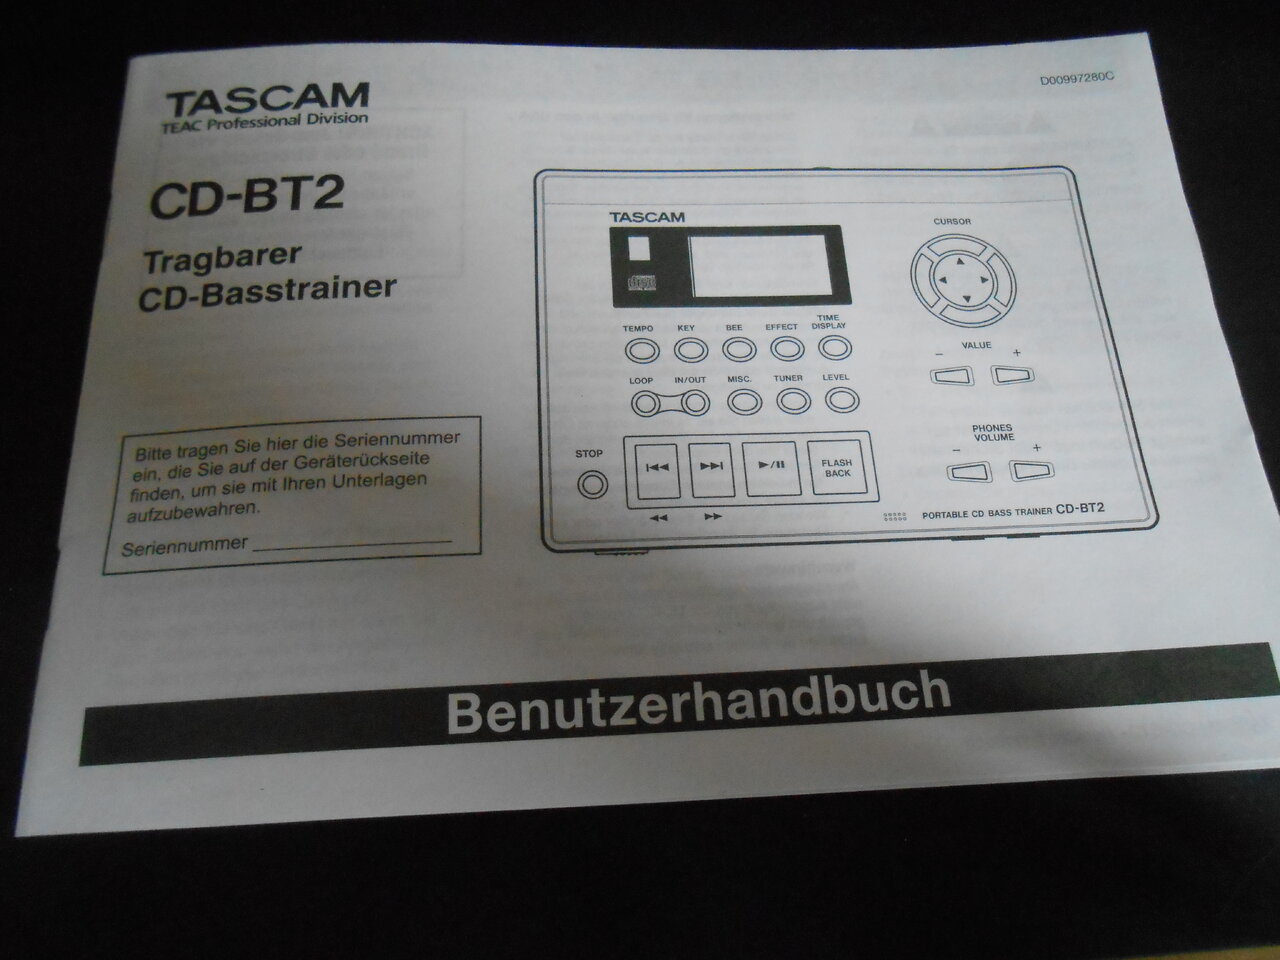 TASCAM
TEAC Professional Division
D00997280C
CD-BT2
Tragbarer
CD-Basstrainer
Bitte tragen Sie hier die Seriennummer
ein, die Sie auf der Geräterückseite
finden, um sie mit Ihren Unterlagen
aufzubewahren.
Seriennummer
TASCAM
CURSOR
TEMPO KEY BEE EFFECT TIME DISPLAY
VALUE
− +
LOOP IN/OUT MISC. TUNER LEVEL
PHONES
VOLUME
− +
STOP
FLASH
BACK
PORTABLE CD BASS TRAINER CD-BT2
Benutzerhandbuch